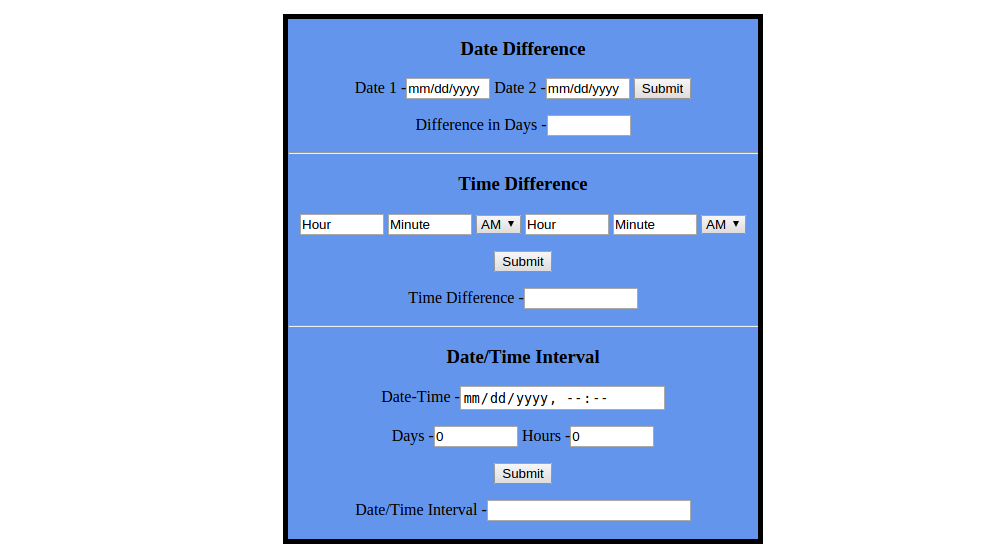 Date Difference
Date 1 -mm/dd/yyyy Date 2 -mm/dd/yyyy Submit
Difference in Days -
Time Difference
Hour Minute AM Hour Minute AM
Submit
Time Difference -
Date/Time Interval
Date-Time -mm/dd/yyyy, --:--
Days -0 Hours -0
Submit
Date/Time Interval -